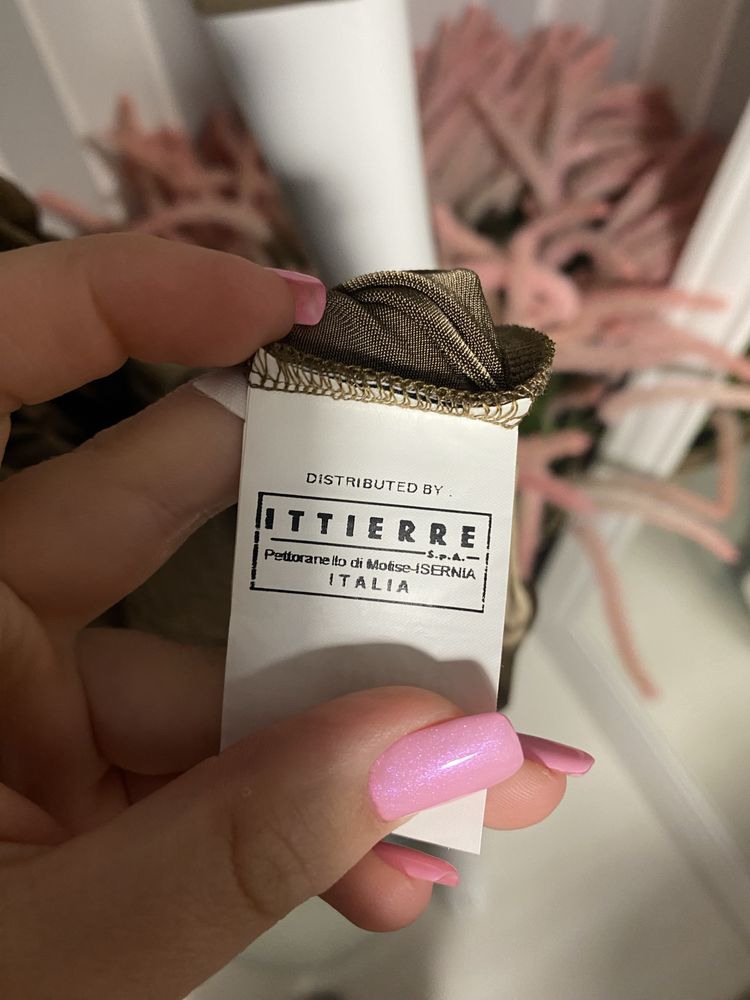 DISTRIBUTED BY.
ITTIERRE
S.p.A.
Pettoranello di Molise-ISERNIA
ITALIA